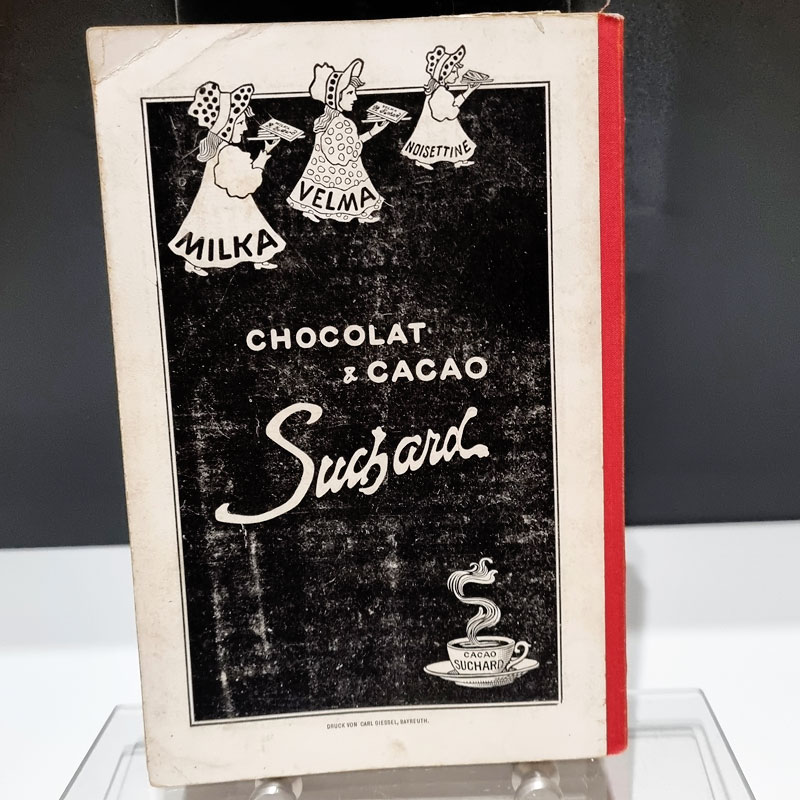 MILKA
VELMA
NOISETTINE
CHOCOLAT
& CACAO
Suchard
CACAO
SUCHARD
DRUCK VON CARL GIESSEL, BAYREUTH.